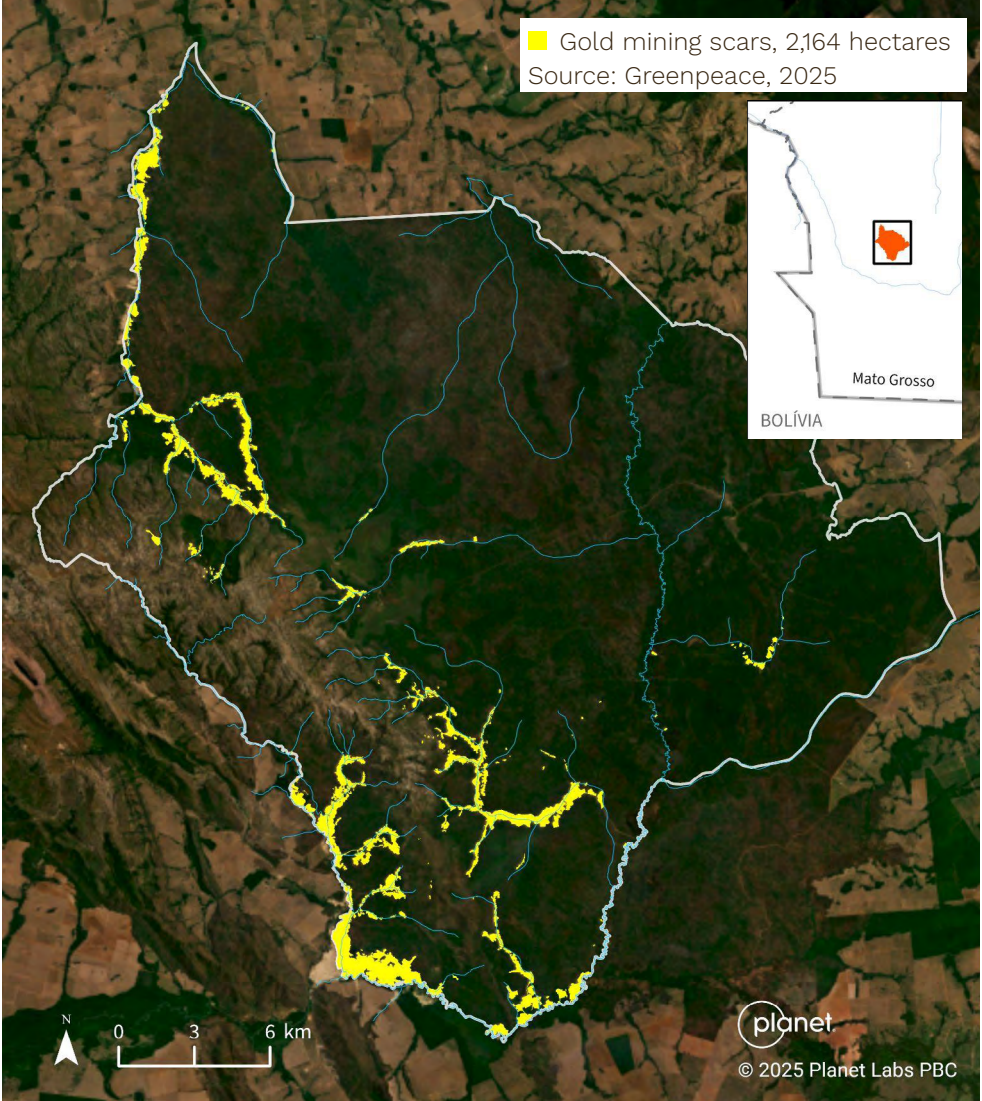 Gold mining scars, 2,164 hectares
Source: Greenpeace, 2025
Mato Grosso
BOLÍVIA
N
0 3 6 km
planet.
© 2025 Planet Labs PBC